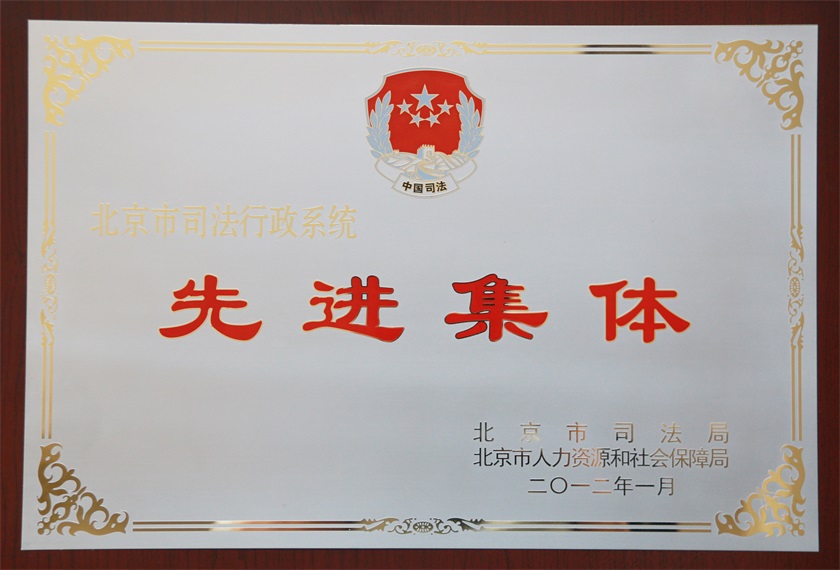 中国司法
北京市司法行政系统
先进集体
北京市司法局
北京市人力资源和社会保障局
二〇一二年一月